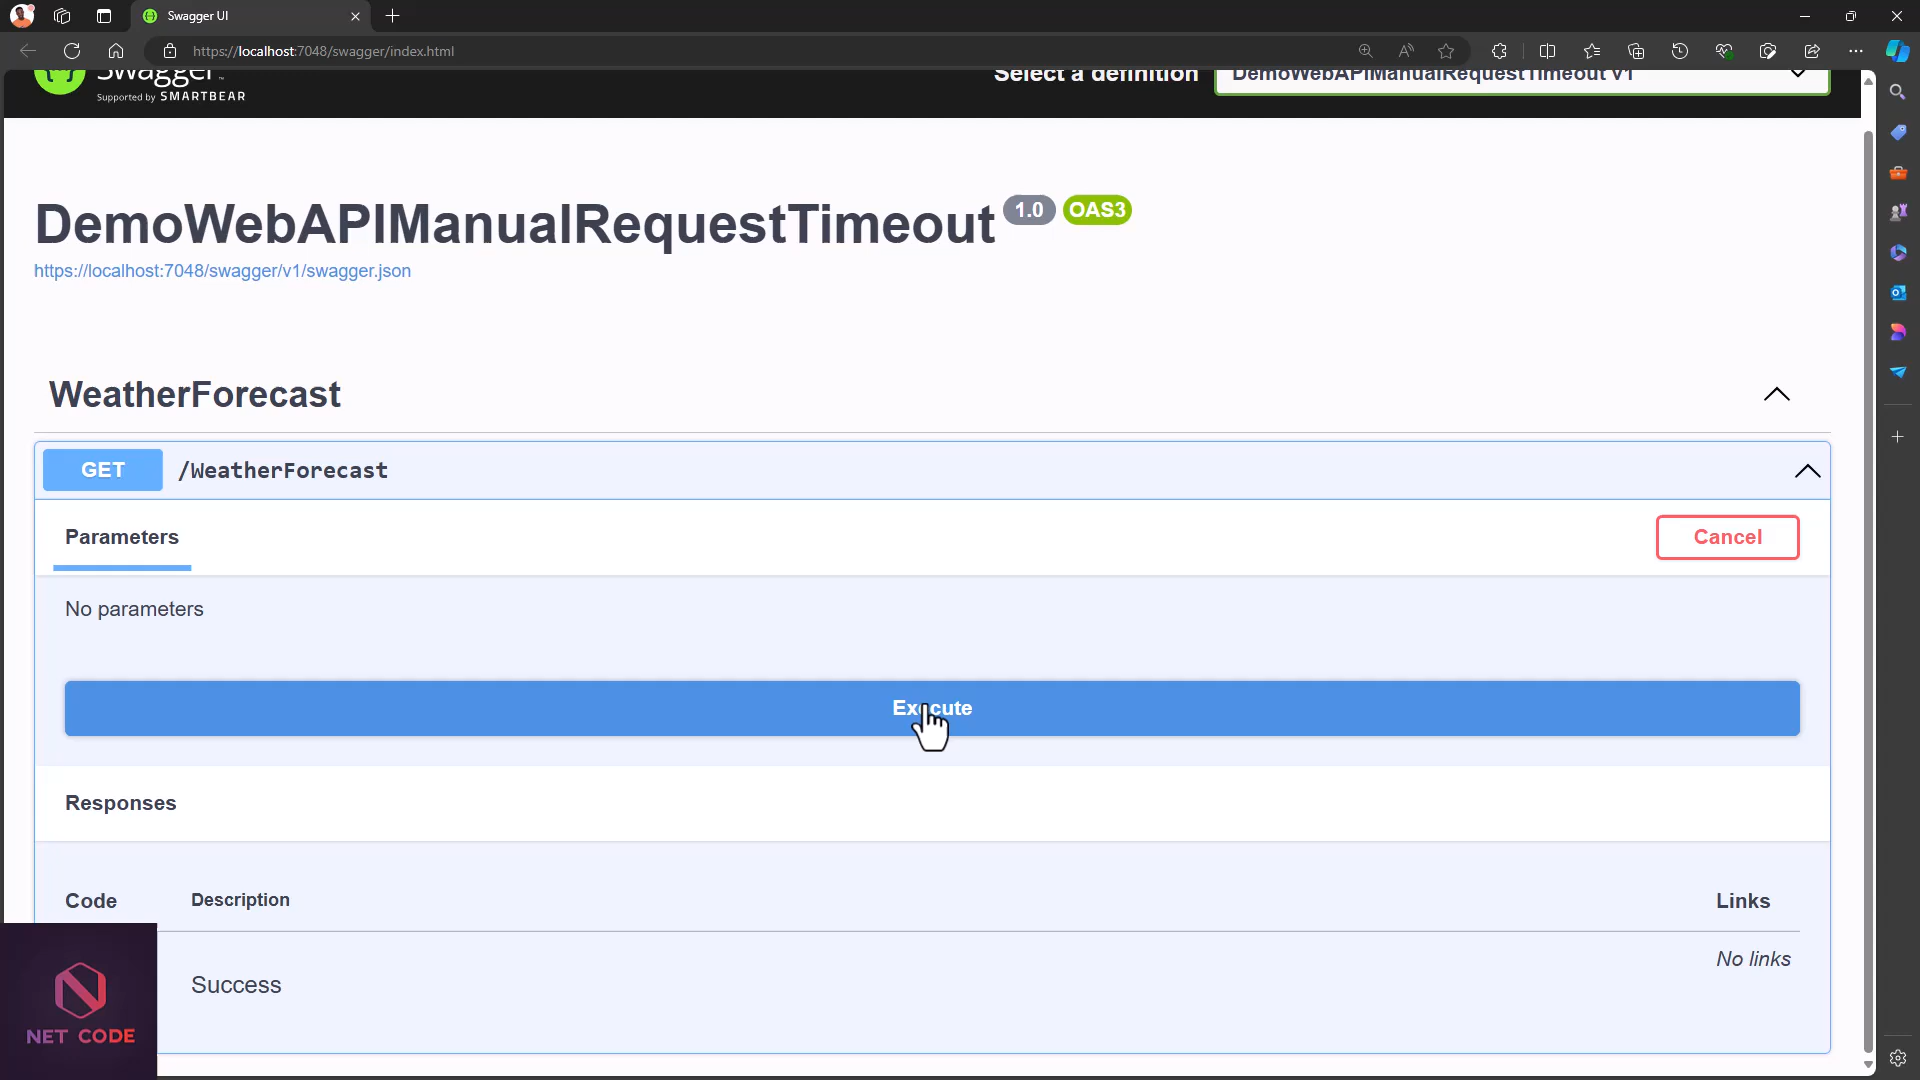 Swagger UI
https://localhost:7048/swagger/index.html
Swagger
Supported by SMARTBEAR
Select a definition
DemoWebAPIManualRequestTimeout v1
DemoWebAPIManualRequestTimeout 1.0 OAS3
https://localhost:7048/swagger/v1/swagger.json
WeatherForecast
GET /WeatherForecast
Parameters
Cancel
No parameters
Execute
Responses
Code Description Links
Success
No links
NET CODE